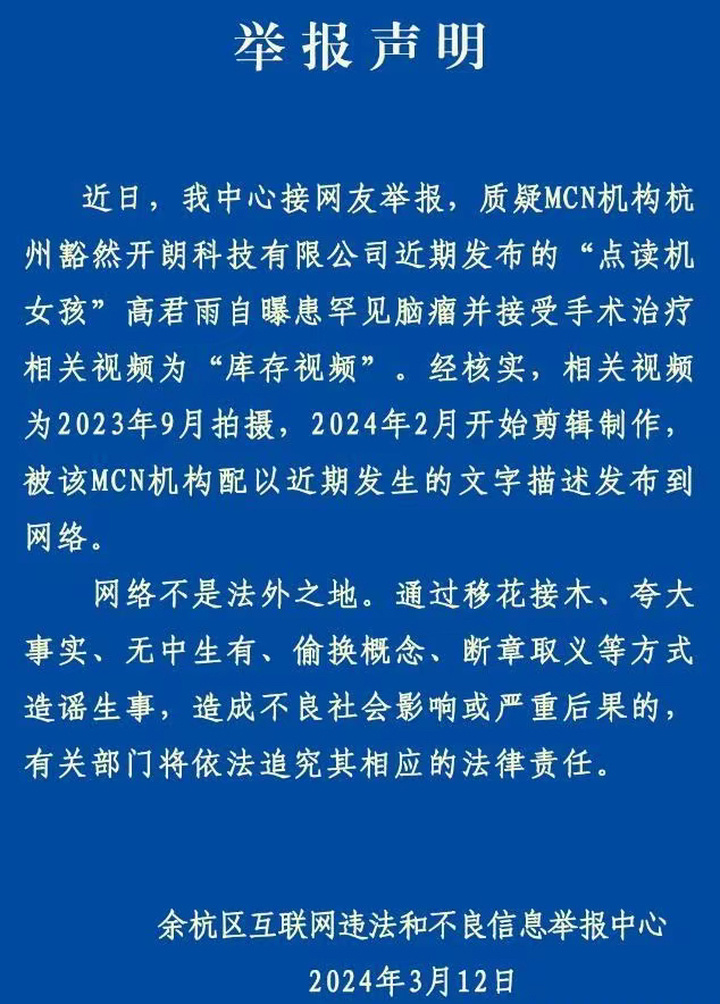 举报声明
近日，我中心接网友举报，质疑MCN机构杭
州豁然开朗科技有限公司近期发布的“点读机
女孩”高君雨自曝患罕见脑瘤并接受手术治疗
相关视频为“库存视频”。经核实，相关视频
为2023年9月拍摄，2024年2月开始剪辑制作，
被该MCN机构配以近期发生的文字描述发布到
网络。
网络不是法外之地。通过移花接木、夸大
事实、无中生有、偷换概念、断章取义等方式
造谣生事，造成不良社会影响或严重后果的，
有关部门将依法追究其相应的法律责任。
余杭区互联网违法和不良信息举报中心
2024年3月12日